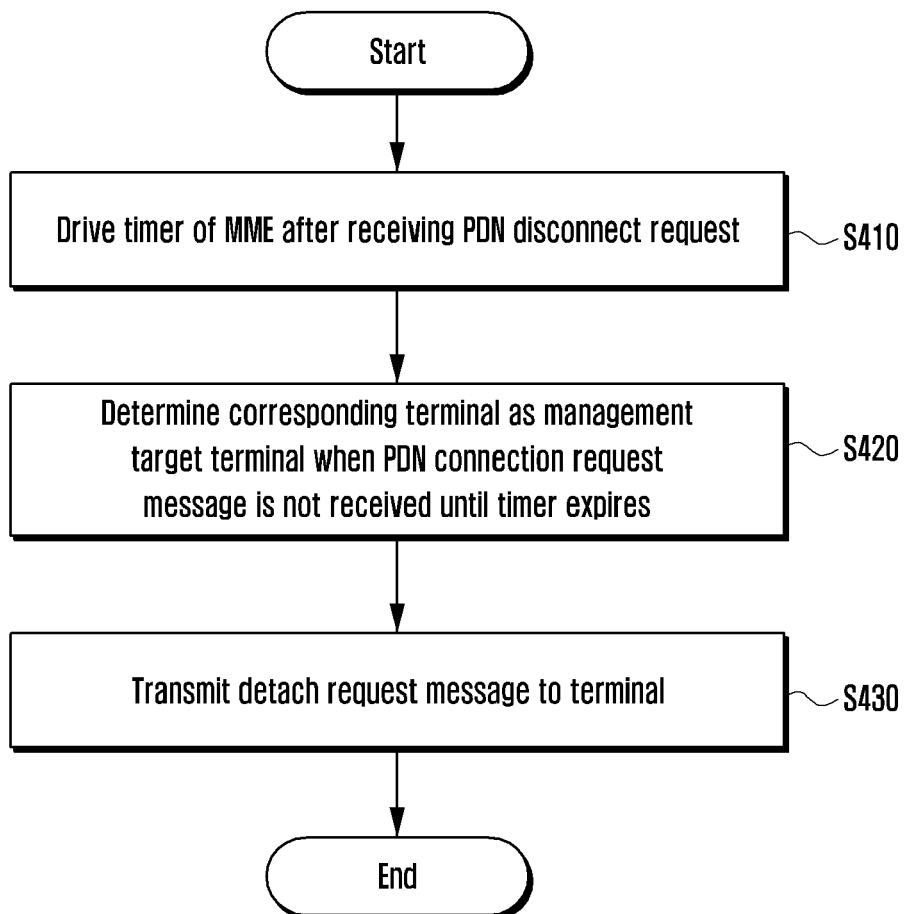 Start
Drive timer of MME after receiving PDN disconnect request
S410
Determine corresponding terminal as management
target terminal when PDN connection request
message is not received until timer expires
S420
Transmit detach request message to terminal
S430
End